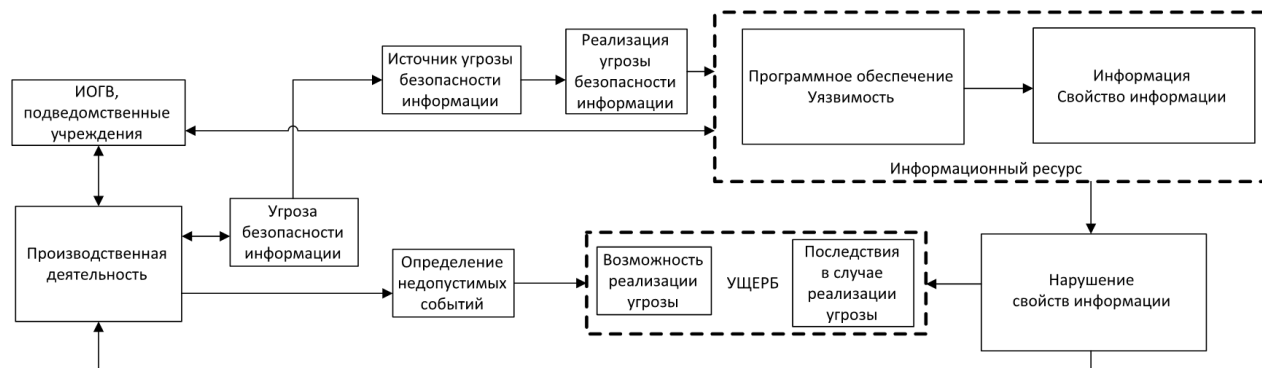 ИОГВ,
подведомственные
учреждения
Производственная
деятельность
Угроза
безопасности
информации
Источник угрозы
безопасности
информации
Реализация
угрозы
безопасности
информации
Программное обеспечение
Уязвимость
Информация
Свойство информации
Информационный ресурс
Определение
недопустимых
событий
Возможность
реализации
угрозы
УЩЕРБ
Последствия
в случае
реализации
угрозы
Нарушение
свойств информации